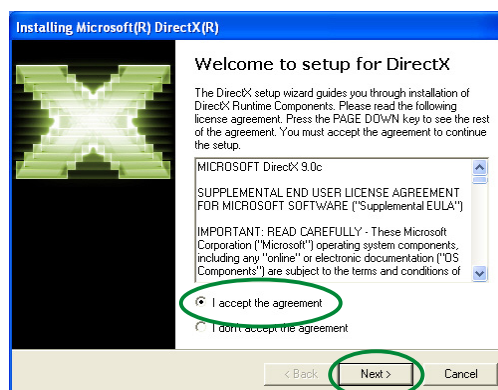 Installing Microsoft(R) DirectX(R)
Welcome to setup for DirectX
The DirectX setup wizard guides you through installation of
DirectX Runtime Components. Please read the following
license agreement. Press the PAGE DOWN key to see the rest
of the agreement. You must accept the agreement to continue
the setup.
MICROSOFT DirectX 9.0c
SUPPLEMENTAL END USER LICENSE AGREEMENT
FOR MICROSOFT SOFTWARE ("Supplemental EULA")
IMPORTANT: READ CAREFULLY - These Microsoft
Corporation ("Microsoft") operating system components,
including any "online" or electronic documentation ("OS
Components") are subject to the terms and conditions of
I accept the agreement
I don't accept the agreement
< Back
Next >
Cancel